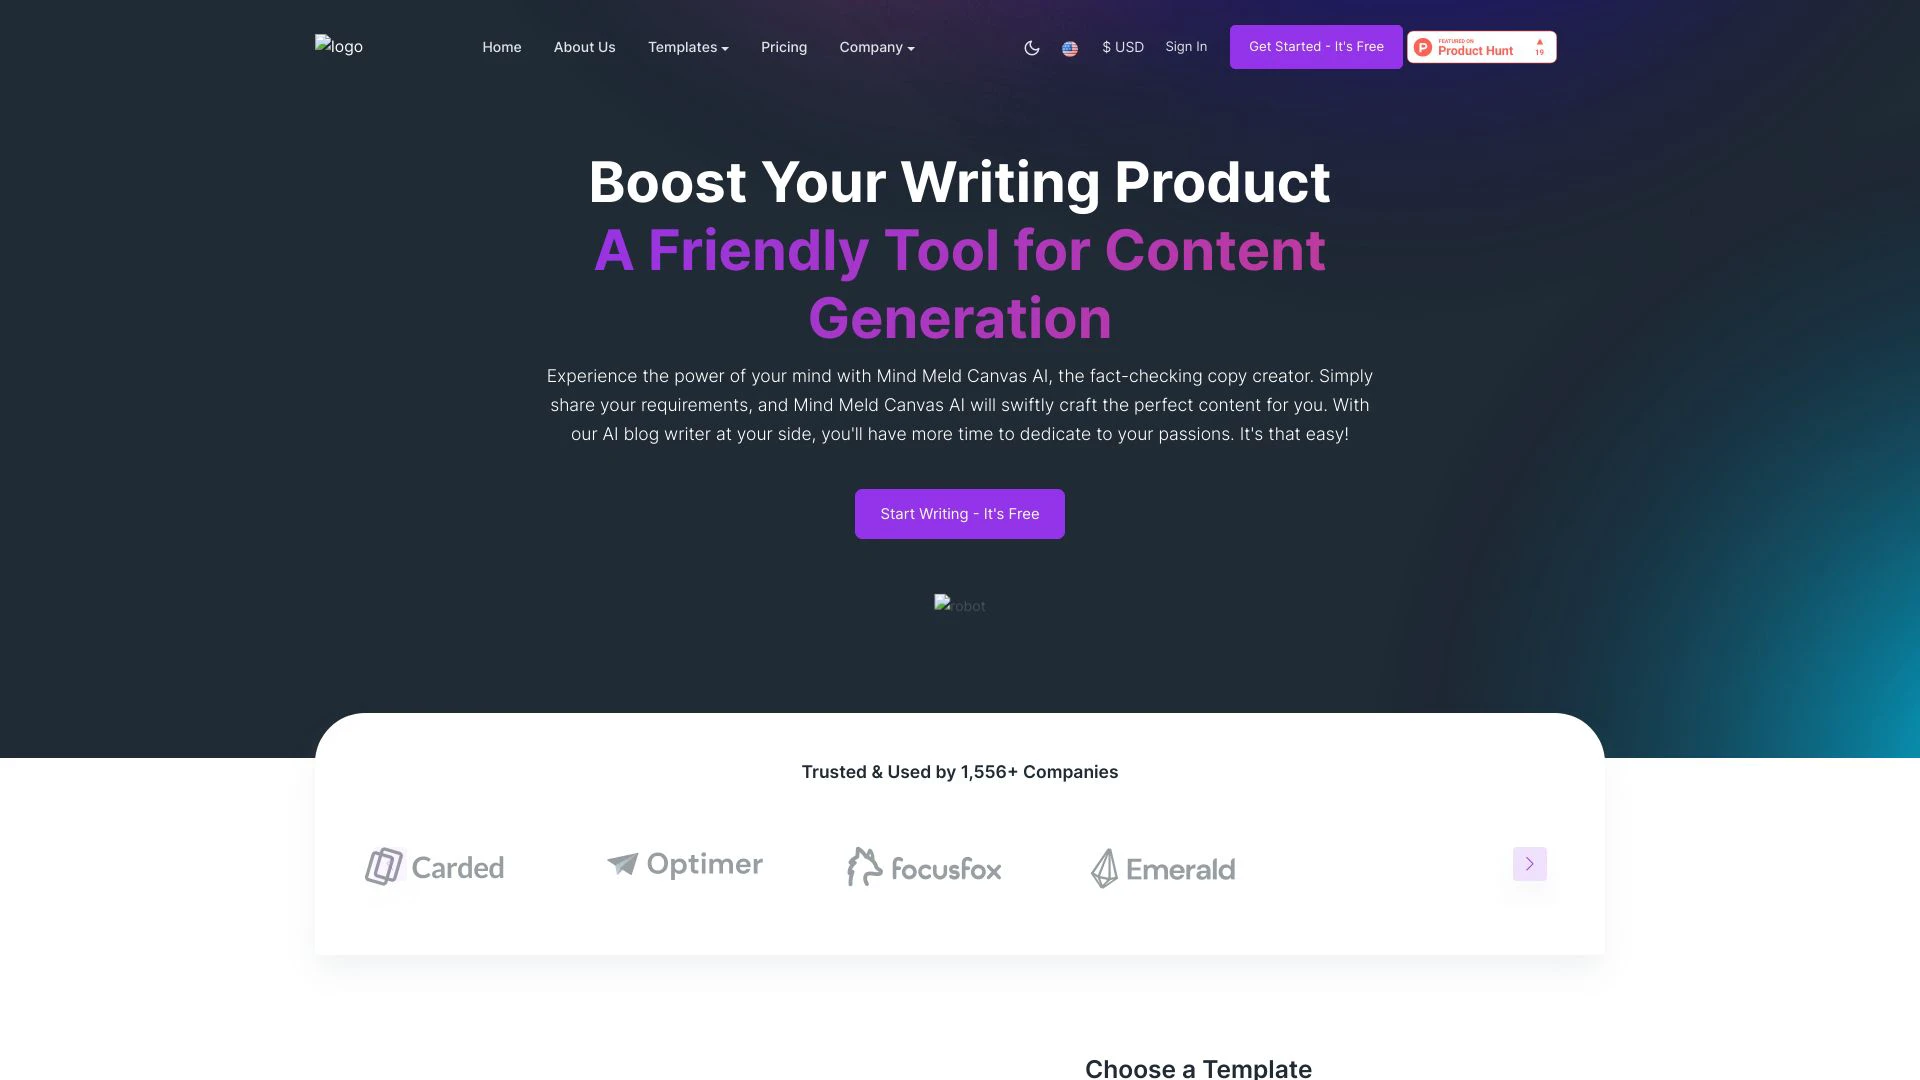 logo
Home
About Us
Templates
Pricing
Company
$ USD
Sign In
Get Started - It's Free
FEATURED ON
Product Hunt
19
Boost Your Writing Product
A Friendly Tool for Content
Generation
Experience the power of your mind with Mind Meld Canvas AI, the fact-checking copy creator. Simply
share your requirements, and Mind Meld Canvas AI will swiftly craft the perfect content for you. With
our AI blog writer at your side, you'll have more time to dedicate to your passions. It's that easy!
Start Writing - It's Free
robot
Trusted & Used by 1,556+ Companies
Carded
Optimer
focusfox
Emerald
Choose a Template